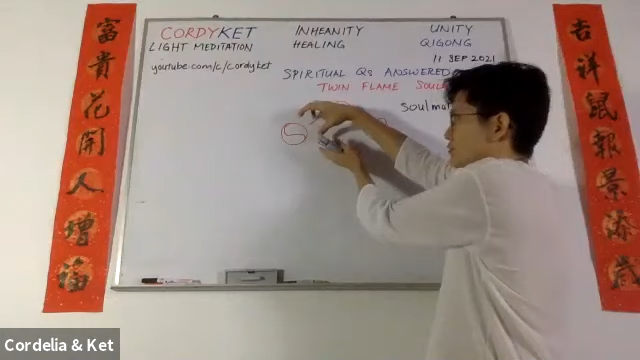 富貴花開人增福
CORDYKET
LIGHT MEDITATION
youtube.com/c/cordyket
INHEANITY
HEALING
UNITY
QIGONG
11 SEP 2021
SPIRITUAL Qs ANSWERED
TWIN FLAME
吉祥鼠報景添歲
Cordelia & Ket